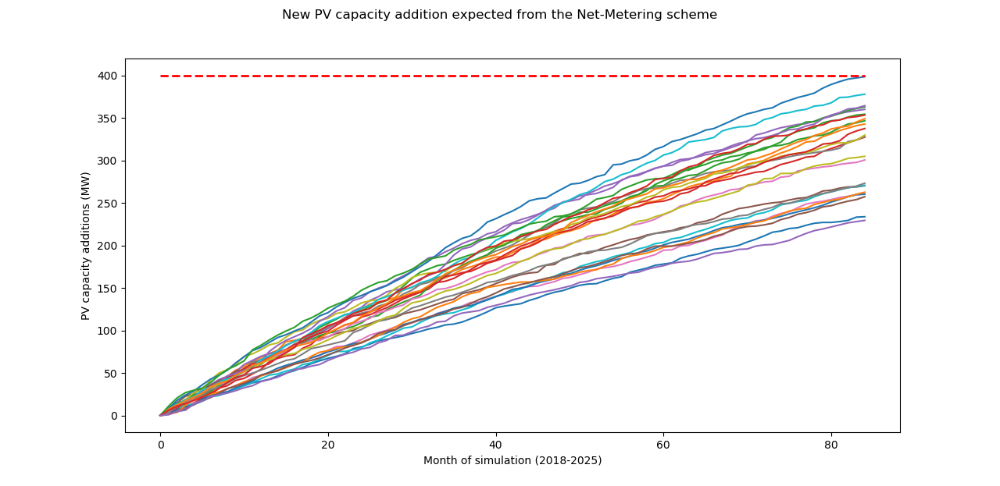 New PV capacity addition expected from the Net-Metering scheme
PV capacity additions (MW)
400
350
300
250
200
150
100
50
0
0 20 40 60 80
Month of simulation (2018-2025)